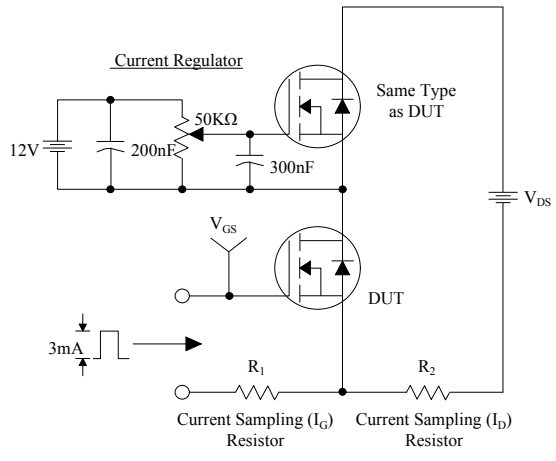 Current Regulator
Same Type
as DUT
50KΩ
12V
200nF
300nF
V_DS
V_GS
DUT
3mA
R_1
R_2
Current Sampling (I_G)
Resistor
Current Sampling (I_D)
Resistor